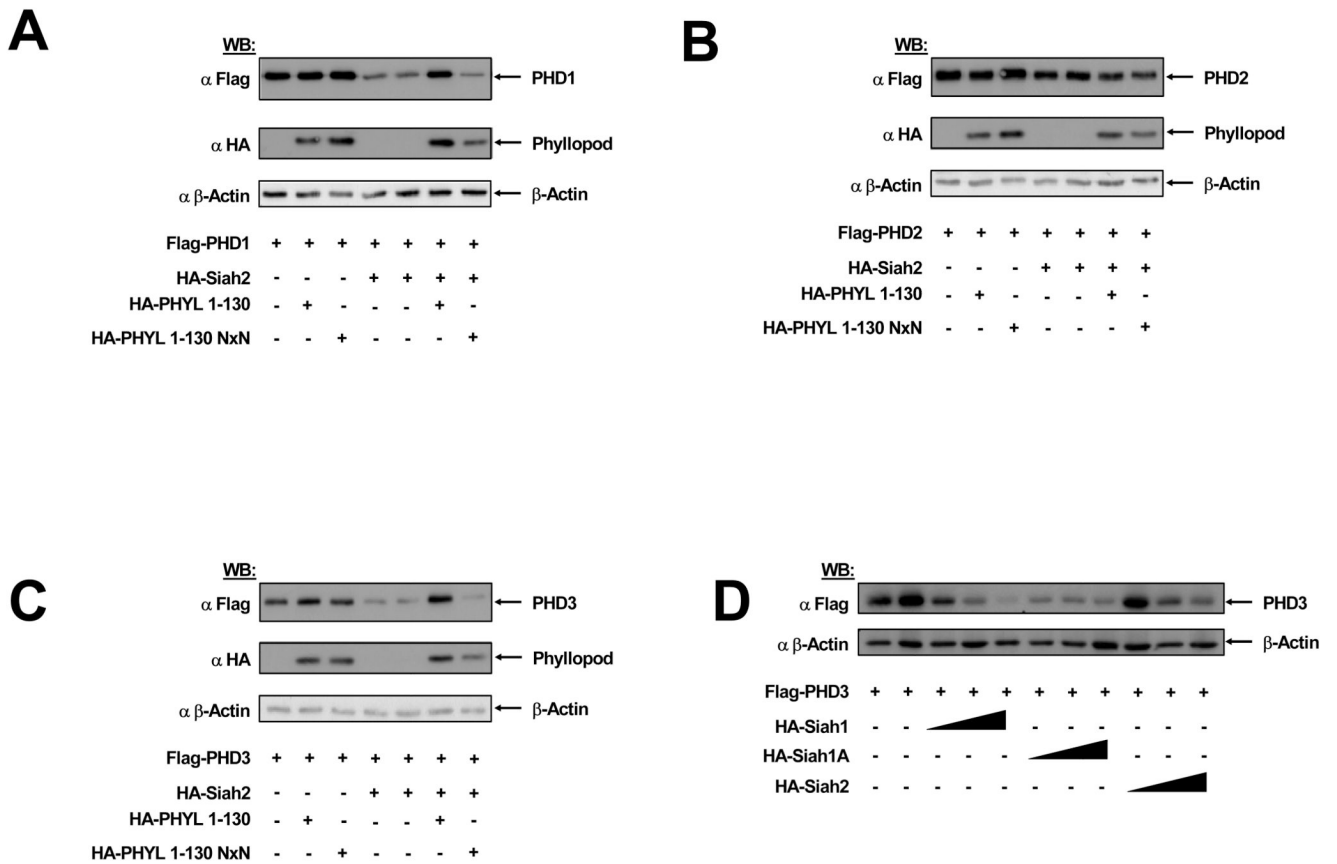 A
WB:
α Flag
PHD1
α HA
Phyllopod
α β-Actin
β-Actin
Flag-PHD1 + + + + + + +
HA-Siah2 - - - + + + +
HA-PHYL 1-130 - + - - - + -
HA-PHYL 1-130 NxN - - + - - - +
B
WB:
α Flag
PHD2
α HA
Phyllopod
α β-Actin
β-Actin
Flag-PHD2 + + + + + + +
HA-Siah2 - - - + + + +
HA-PHYL 1-130 - + - - - + -
HA-PHYL 1-130 NxN - - + - - - +
C
WB:
α Flag
PHD3
α HA
Phyllopod
α β-Actin
β-Actin
Flag-PHD3 + + + + + + +
HA-Siah2 - - - + + + +
HA-PHYL 1-130 - + - - - + -
HA-PHYL 1-130 NxN - - + - - - +
D
WB:
α Flag
PHD3
α β-Actin
β-Actin
Flag-PHD3 + + + + + + + + + + +
HA-Siah1 - - - - - - - -
HA-Siah1A - - - - - - - -
HA-Siah2 - - - - - - - -